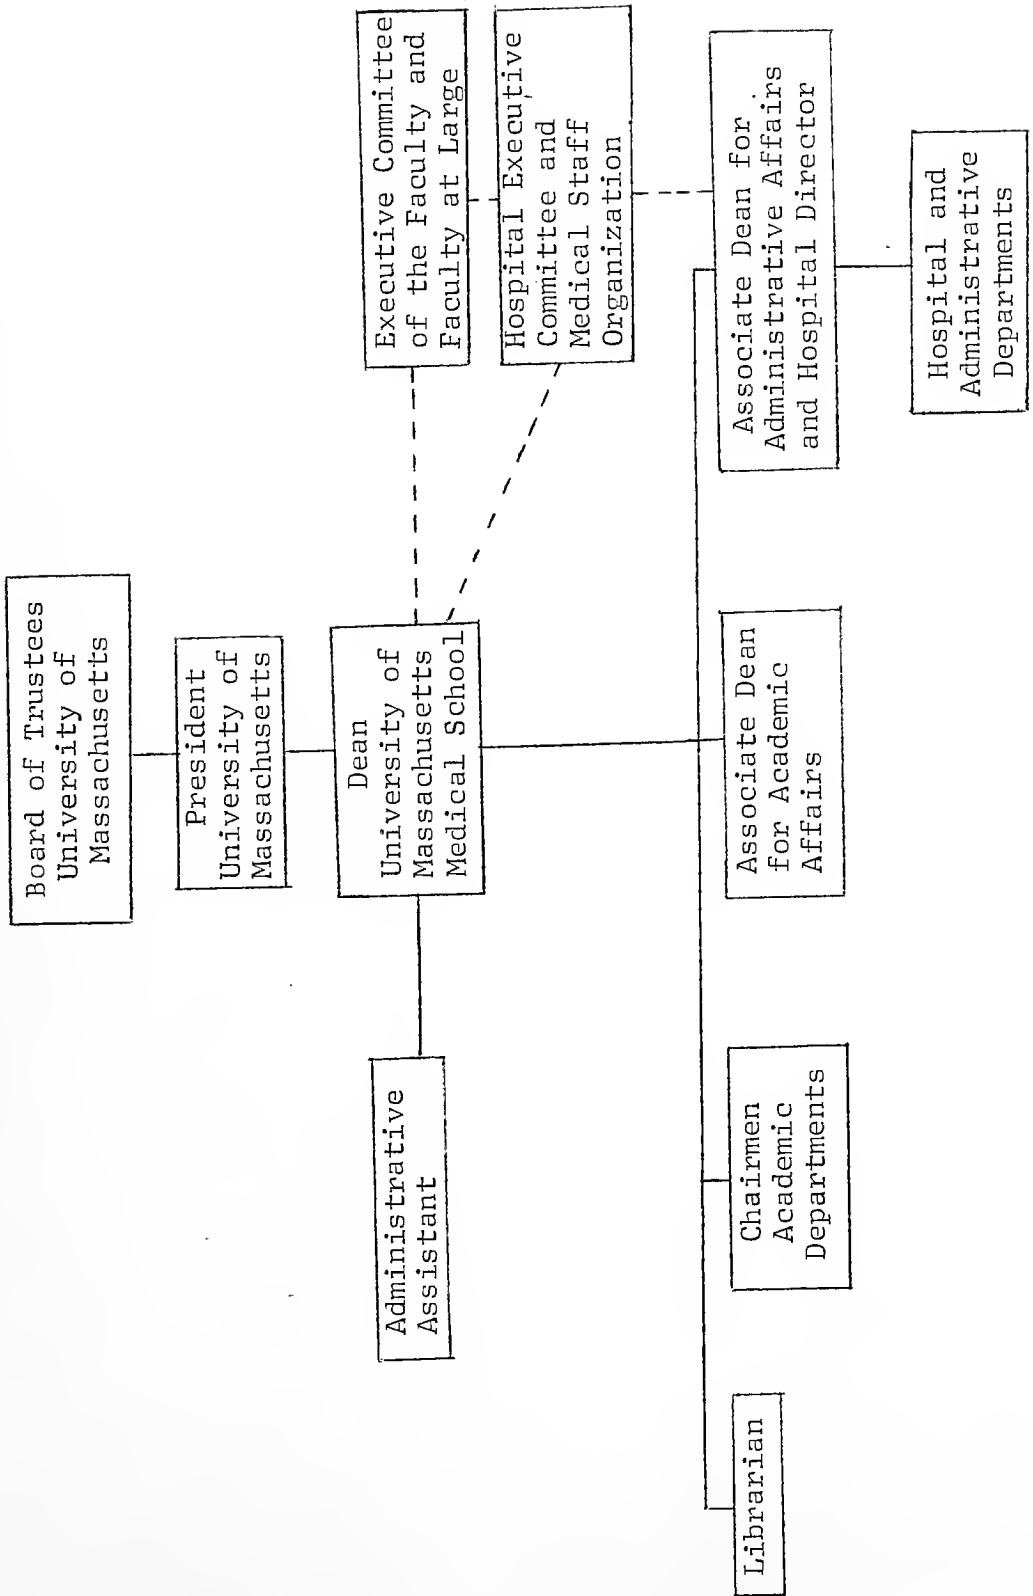 Board of Trustees
University of
Massachusetts
President
University of
Massachusetts
Dean
University of
Massachusetts
Medical School
Administrative
Assistant
Executive Committee
of the Faculty and
Faculty at Large
Hospital Executive
Committee and
Medical Staff
Organization
Librarian
Chairmen
Academic
Departments
Associate Dean
for Academic
Affairs
Associate Dean for
Administrative Affairs
and Hospital Director
Hospital and
Administrative
Departments